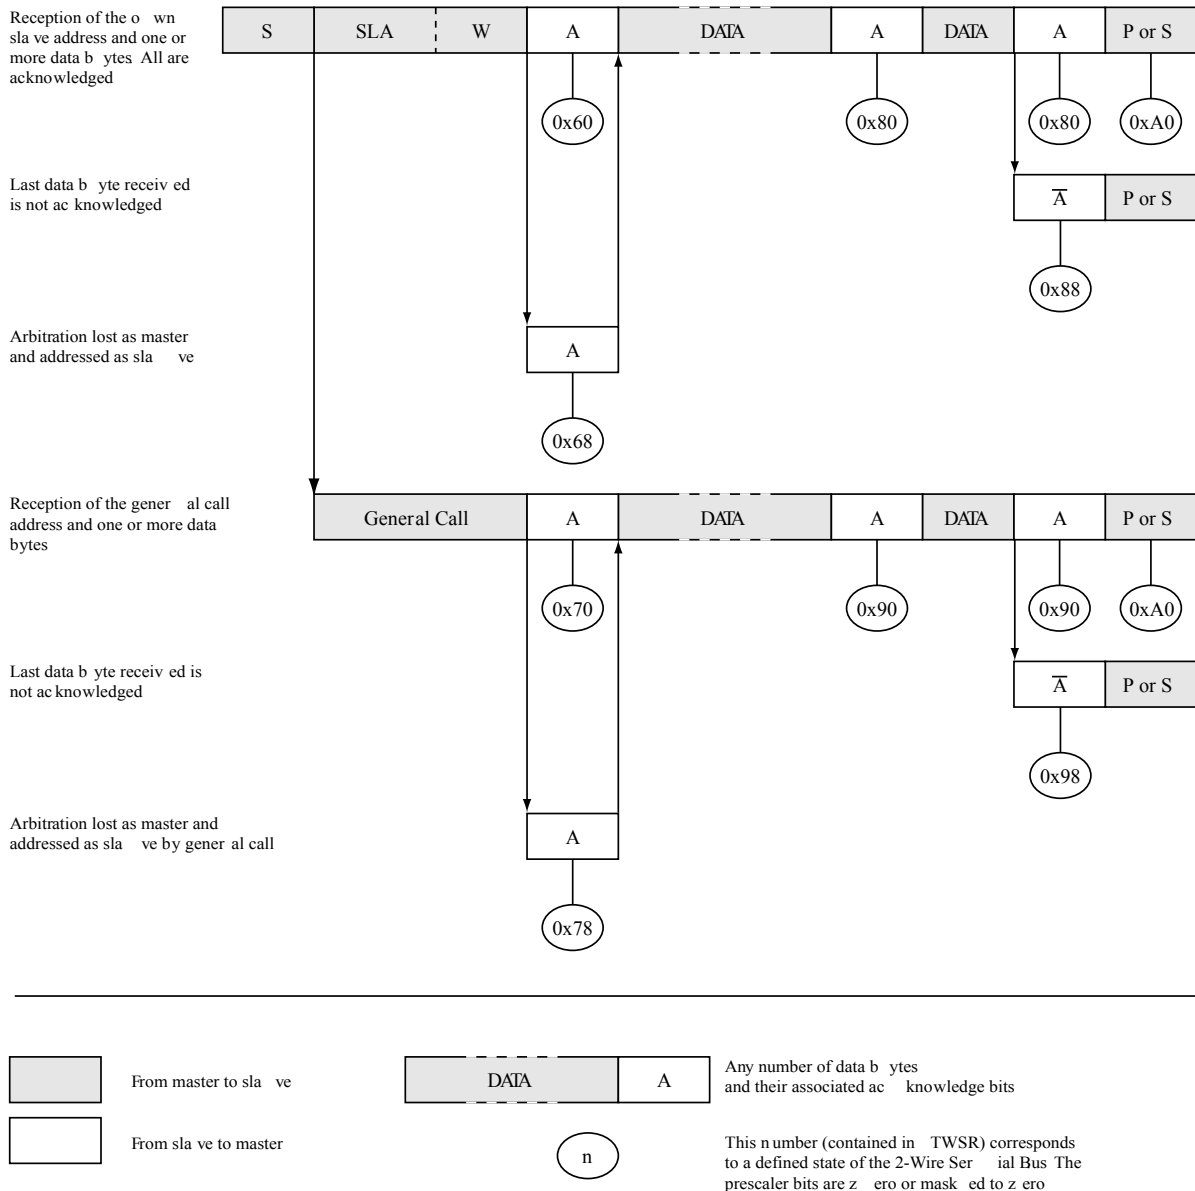 Reception of the o wn
sla ve address and one or
more data b ytes. All are
acknowledged
S SLA W A DATA A DATA A P or S
0x60 0x80 0x80 0xA0
Last data b yte receiv ed
is not ac knowledged
A P or S
0x88
Arbitration lost as master
and addressed as sla ve
A
0x68
Reception of the gener al call
address and one or more data
bytes
General Call A DATA A DATA A P or S
0x70 0x90 0x90 0xA0
Last data b yte receiv ed is
not ac knowledged
A P or S
0x98
Arbitration lost as master and
addressed as sla ve by gener al call
A
0x78
From master to sla ve
DATA A
Any number of data b ytes
and their associated ac knowledge bits
From sla ve to master
n
This n umber (contained in TWSR) corresponds
to a defined state of the 2-Wire Ser ial Bus The
prescaler bits are z ero or mask ed to z ero